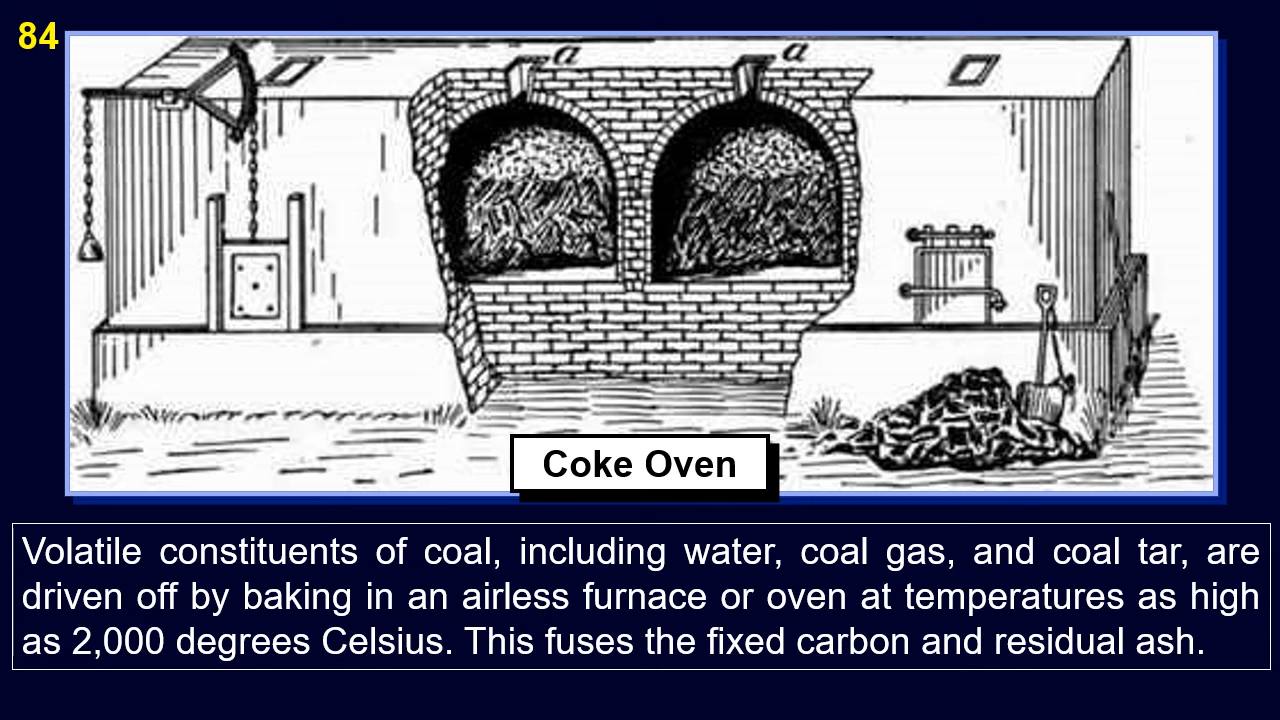 84
a a
Coke Oven
Volatile constituents of coal, including water, coal gas, and coal tar, are
driven off by baking in an airless furnace or oven at temperatures as high
as 2,000 degrees Celsius. This fuses the fixed carbon and residual ash.